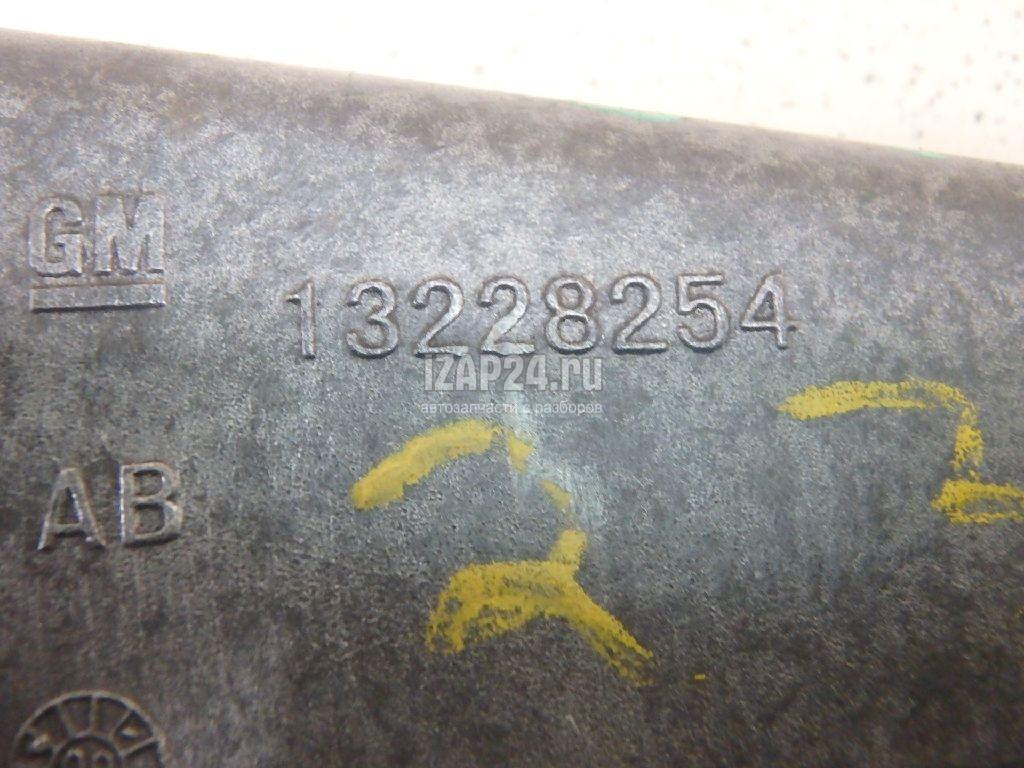 GM
13228254
IZAP24.ru
автозапчасти с разборов
AB